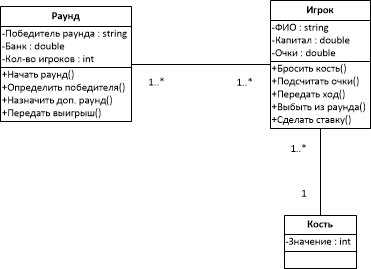 Раунд
-Победитель раунда : string
-Банк : double
-Кол-во игроков : int
+Начать раунд()
+Определить победителя()
+Назначить доп. раунд()
+Передать выигрыш()
1..*
1..*
Игрок
-ФИО : string
-Капитал : double
-Очки : double
+Бросить кость()
+Подсчитать очки()
+Передать ход()
+Выбыть из раунда()
+Сделать ставку()
1..*
1
Кость
-Значение : int